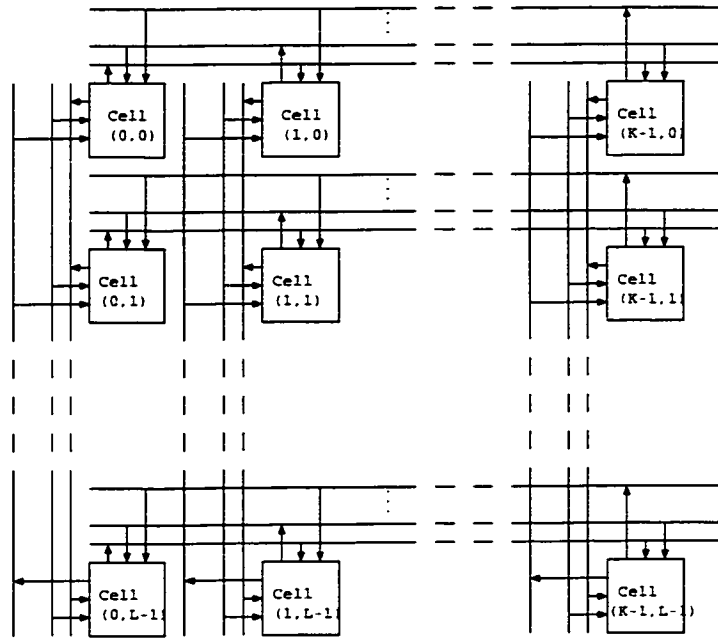 Cell
(0,0)
Cell
(1,0)
Cell
(K-1,0)
Cell
(0,1)
Cell
(1,1)
Cell
(K-1,1)
Cell
(0,L-1)
Cell
(1,L-1)
Cell
(K-1,L-1)